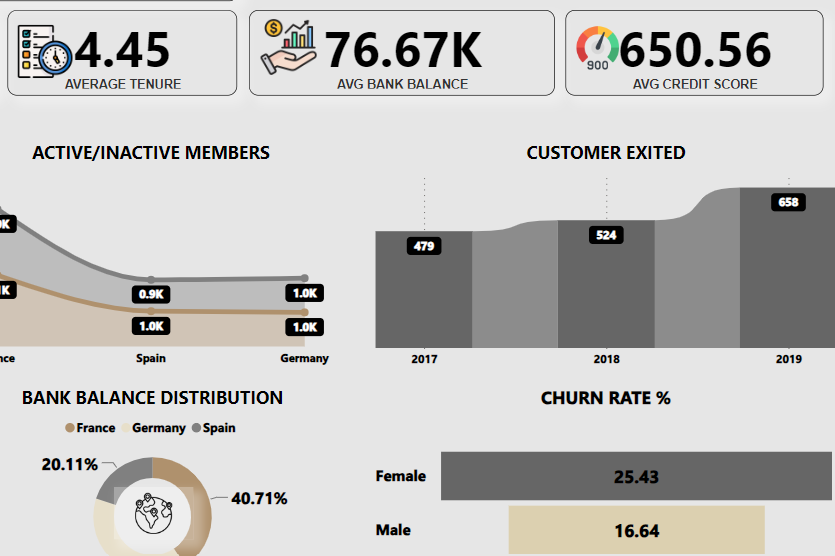 4.45
AVERAGE TENURE
76.67K
AVG BANK BALANCE
900
650.56
AVG CREDIT SCORE
ACTIVE/INACTIVE MEMBERS
0.9K
1.0K
1.0K
1.0K
Spain
Germany
CUSTOMER EXITED
479
524
658
2017
2018
2019
BANK BALANCE DISTRIBUTION
France Germany Spain
20.11%
40.71%
CHURN RATE %
Female
25.43
Male
16.64